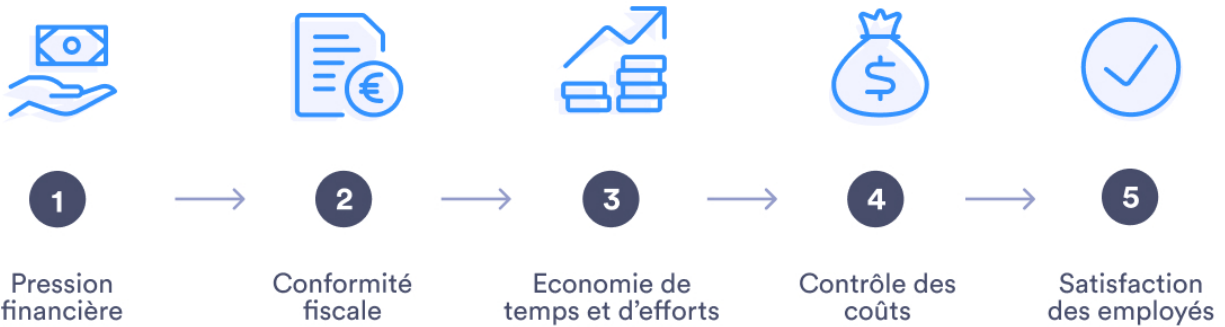 €
$
1
2
3
4
5
Pression
financière
Conformité
fiscale
Economie de
temps et d'efforts
Contrôle des
coûts
Satisfaction
des employés